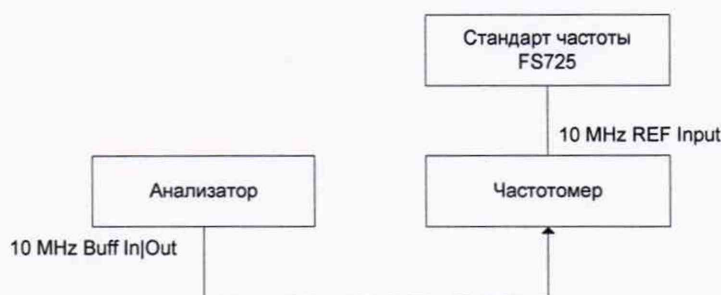 Стандарт частоты
FS725
10 MHz REF Input
Анализатор
Частотомер
10 MHz Buff In|Out